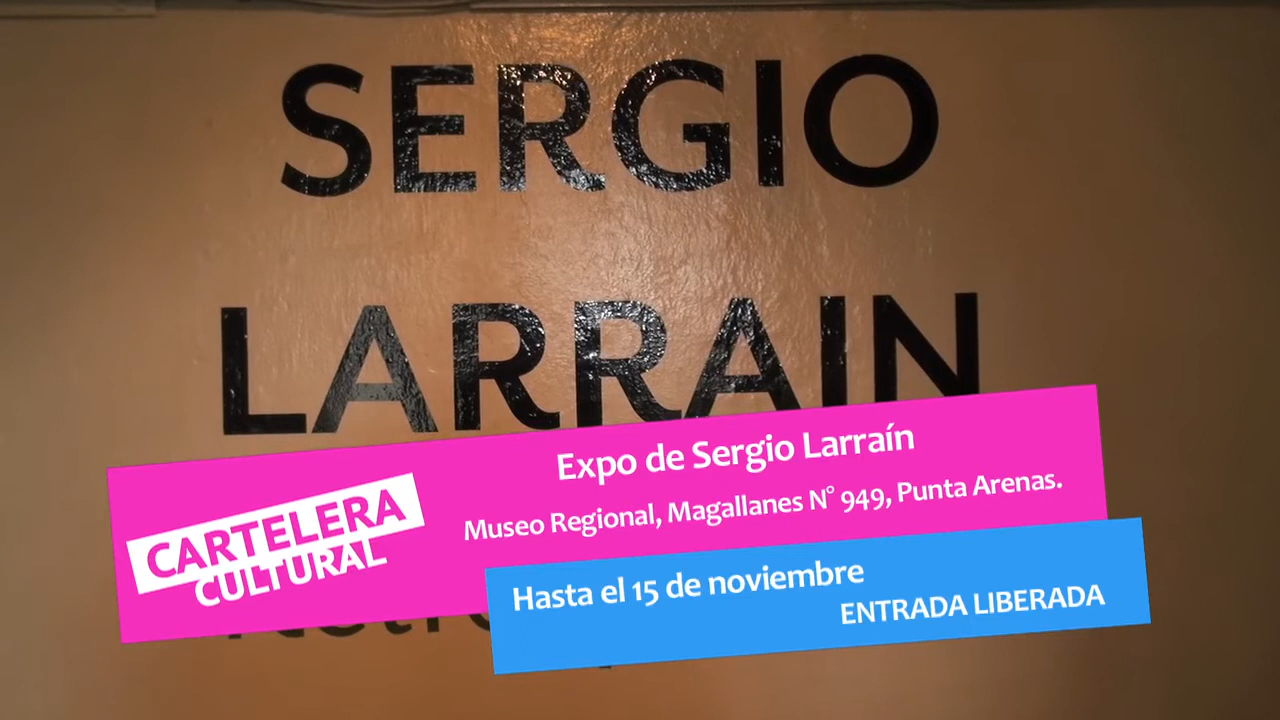 SERGIO
LARRAIN
Expo de Sergio Larraín
Museo Regional, Magallanes N° 949, Punta Arenas.
CARTELERA
CULTURAL
Hasta el 15 de noviembre
ENTRADA LIBERADA